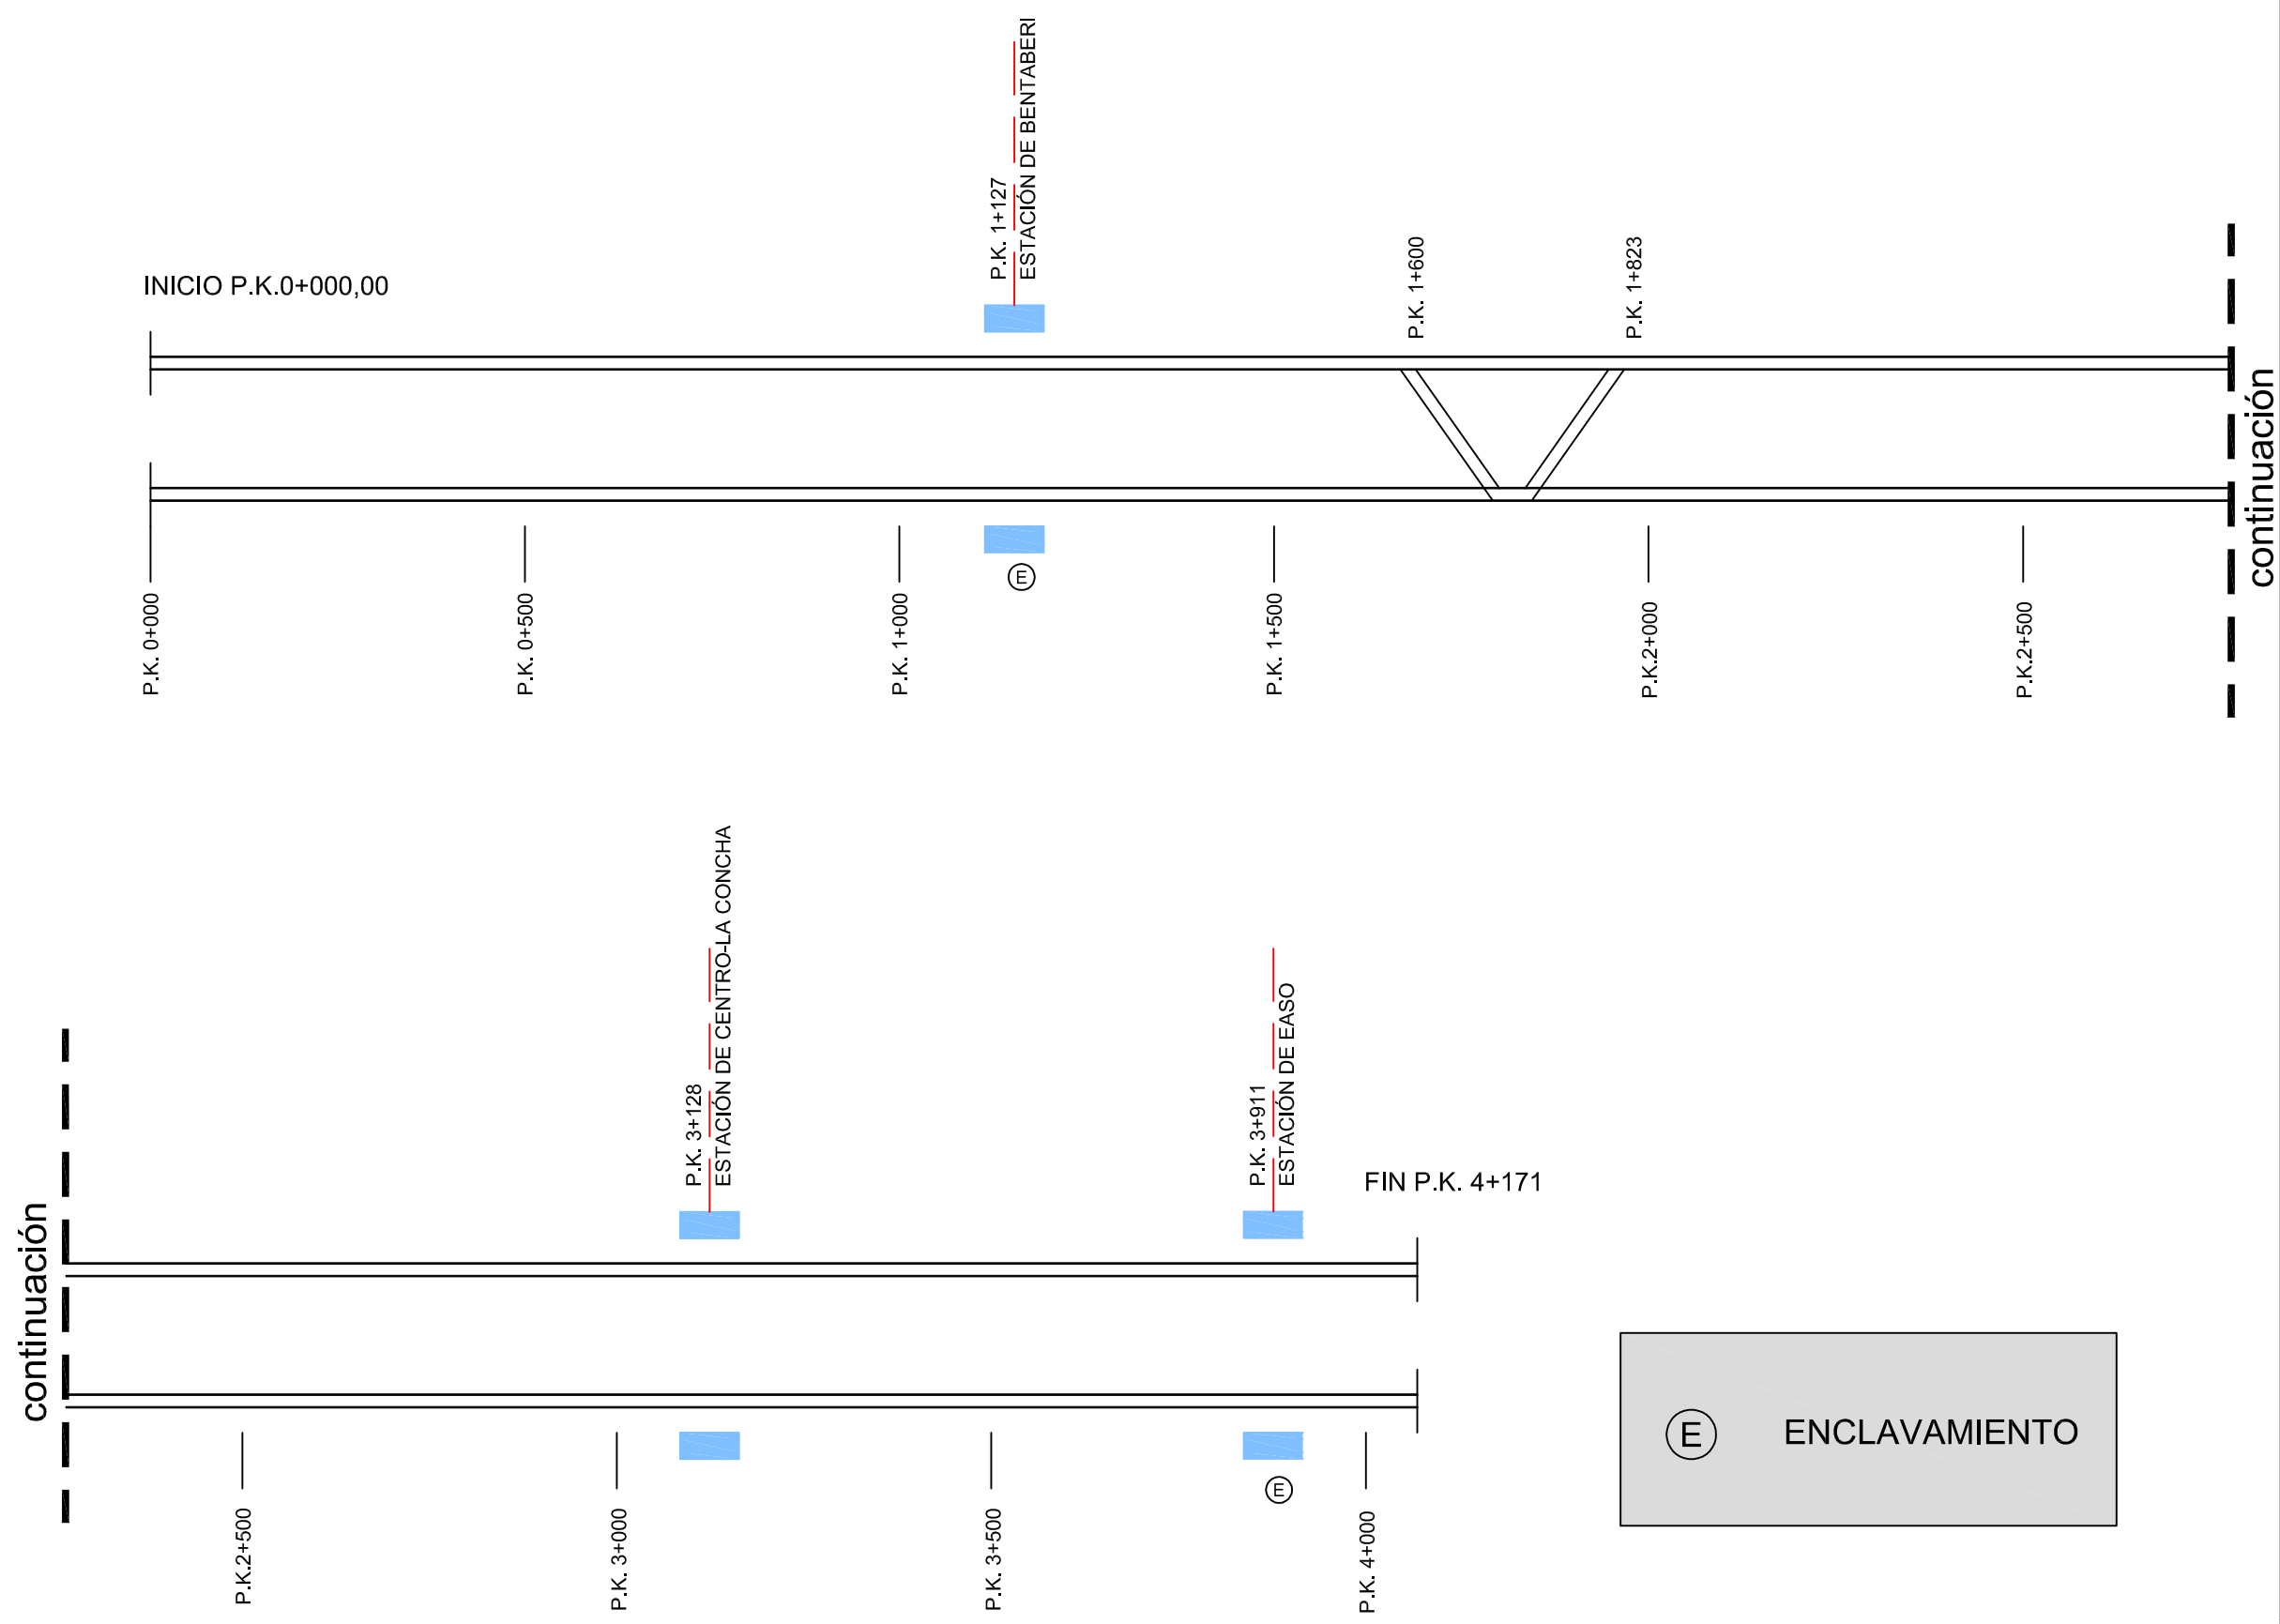 P.K. 1+127
ESTACIÓN DE BENTABERI
INICIO P.K.0+000,00
P.K. 1+600
P.K. 1+823
continuación
E
P.K. 0+000
P.K. 0+500
P.K. 1+000
P.K. 1+500
P.K.2+000
P.K.2+500
P.K. 3+128
ESTACIÓN DE CENTRO-LA CONCHA
P.K. 3+911
ESTACIÓN DE EASO
FIN P.K. 4+171
continuación
E
E ENCLAVAMIENTO
P.K.2+500
P.K. 3+000
P.K. 3+500
P.K. 4+000